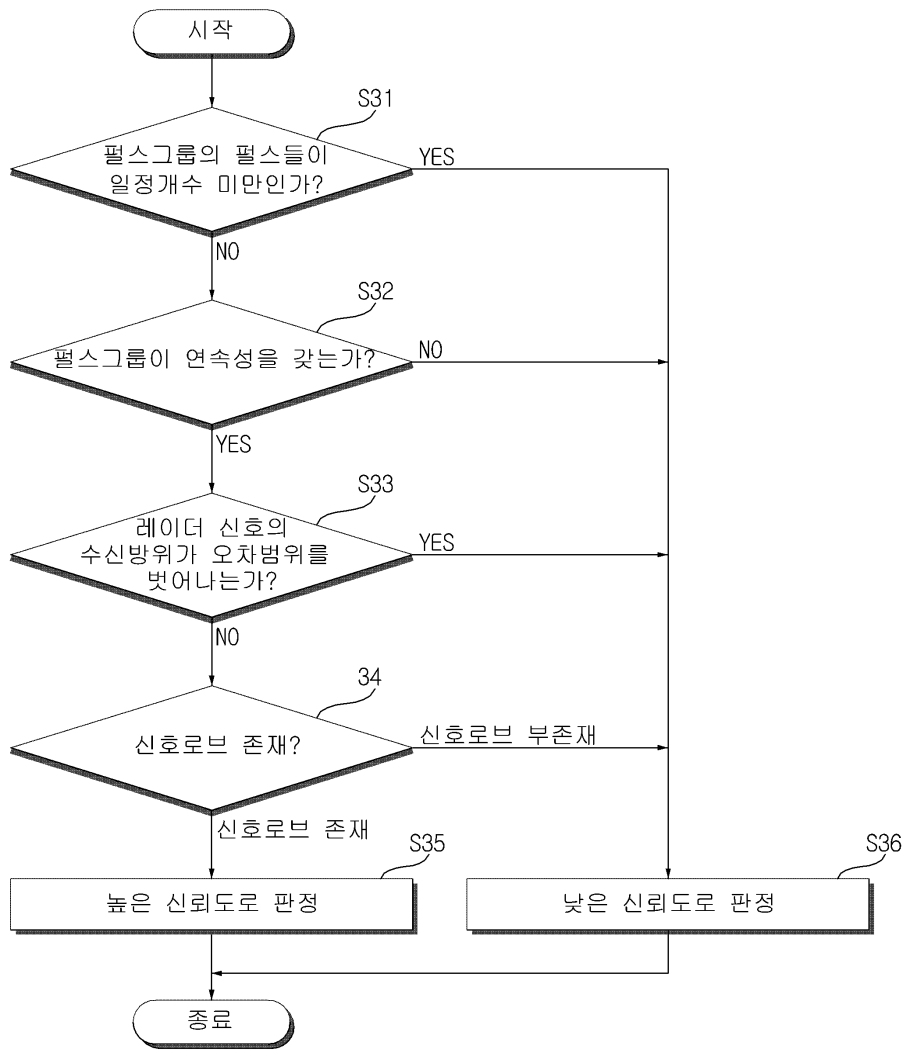 시작
S31
펄스그룹의 펄스들이
일정개수 미만인가?
YES
NO
S32
펄스그룹이 연속성을 갖는가?
NO
YES
S33
레이더 신호의
수신방위가 오차범위를
벗어나는가?
YES
NO
34
신호로브 존재?
신호로브 부존재
신호로브 존재
S35
높은 신뢰도로 판정
S36
낮은 신뢰도로 판정
종료